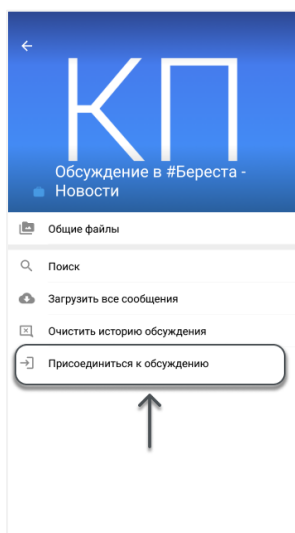 КП
Обсуждение в #Береста -
Новости
Общие файлы
Поиск
Загрузить все сообщения
Очистить историю обсуждения
Присоединиться к обсуждению